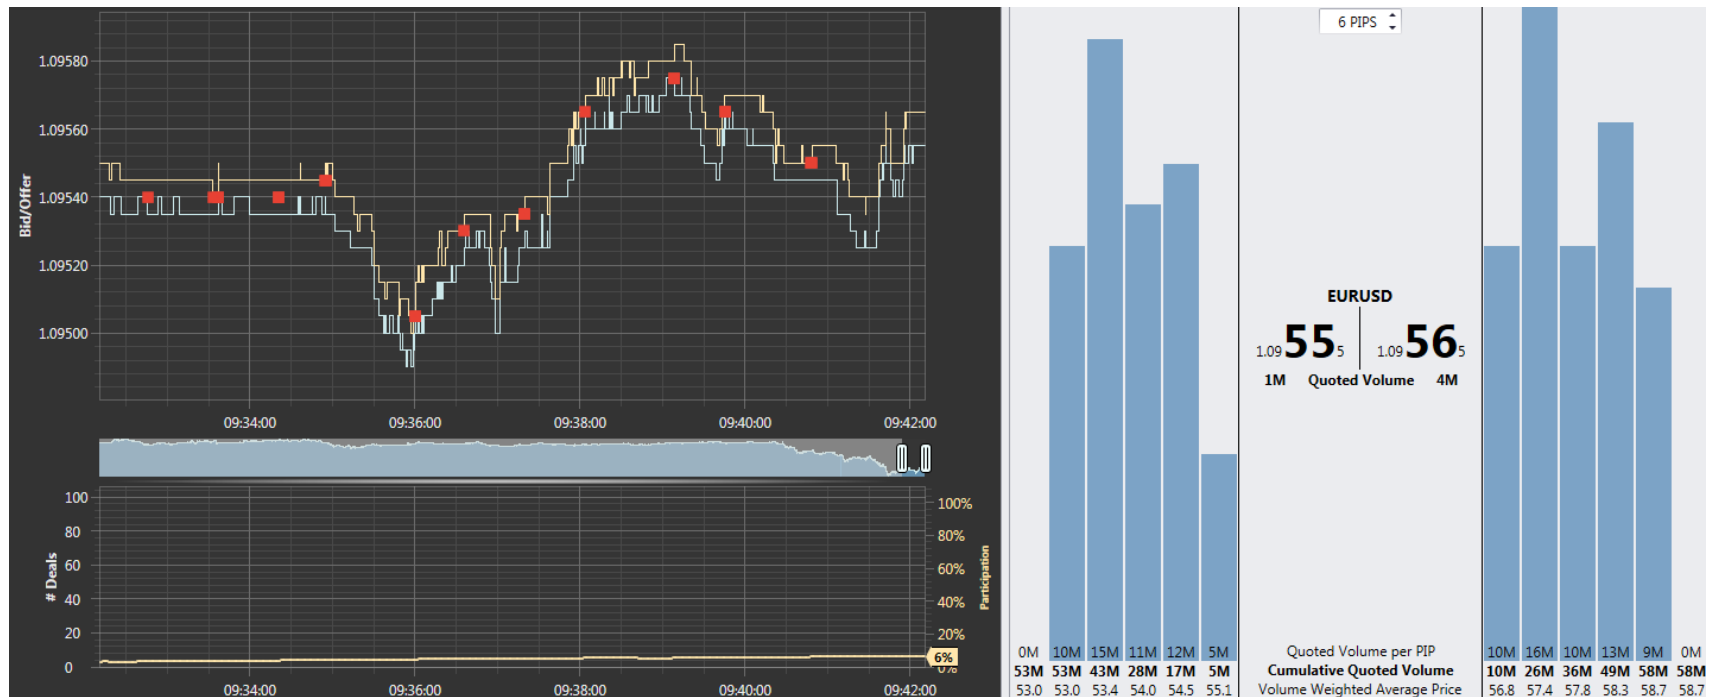 1.09580
1.09560
1.09540
1.09520
1.09500
Bid/Offer
09:34:00 09:36:00 09:38:00 09:40:00 09:42:00
100
80
60
40
20
0
# Deals
100%
80%
60%
40%
20%
0%
6%
Participation
09:34:00 09:36:00 09:38:00 09:40:00 09:42:00
6 PIPS
EURUSD
1.09 55 5 1.09 56 5
1M Quoted Volume 4M
0M 10M 15M 11M 12M 5M Quoted Volume per PIP 10M 16M 10M 13M 9M 0M
53M 53M 43M 28M 17M 5M Cumulative Quoted Volume 10M 26M 36M 49M 58M 58M
53.0 53.0 53.4 54.0 54.5 55.1 Volume Weighted Average Price 56.8 57.4 57.8 58.3 58.7 58.7